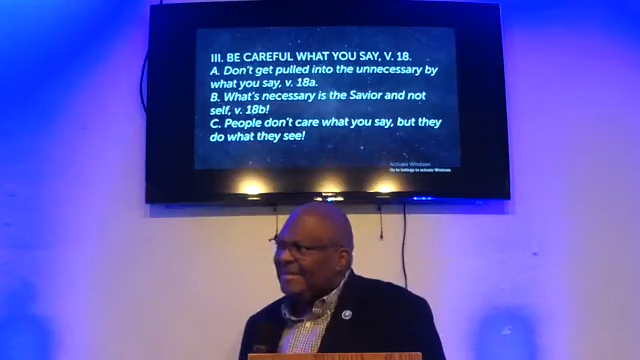 III. BE CAREFUL WHAT YOU SAY, V. 18.
A. Don't get pulled into the unnecessary by
what you say, v. 18a.
B. What's necessary is the Savior and not
self, v. 18b!
C. People don't care what you say, but they
do what they see!
Activate Windows
Go to Settings to activate Windows.